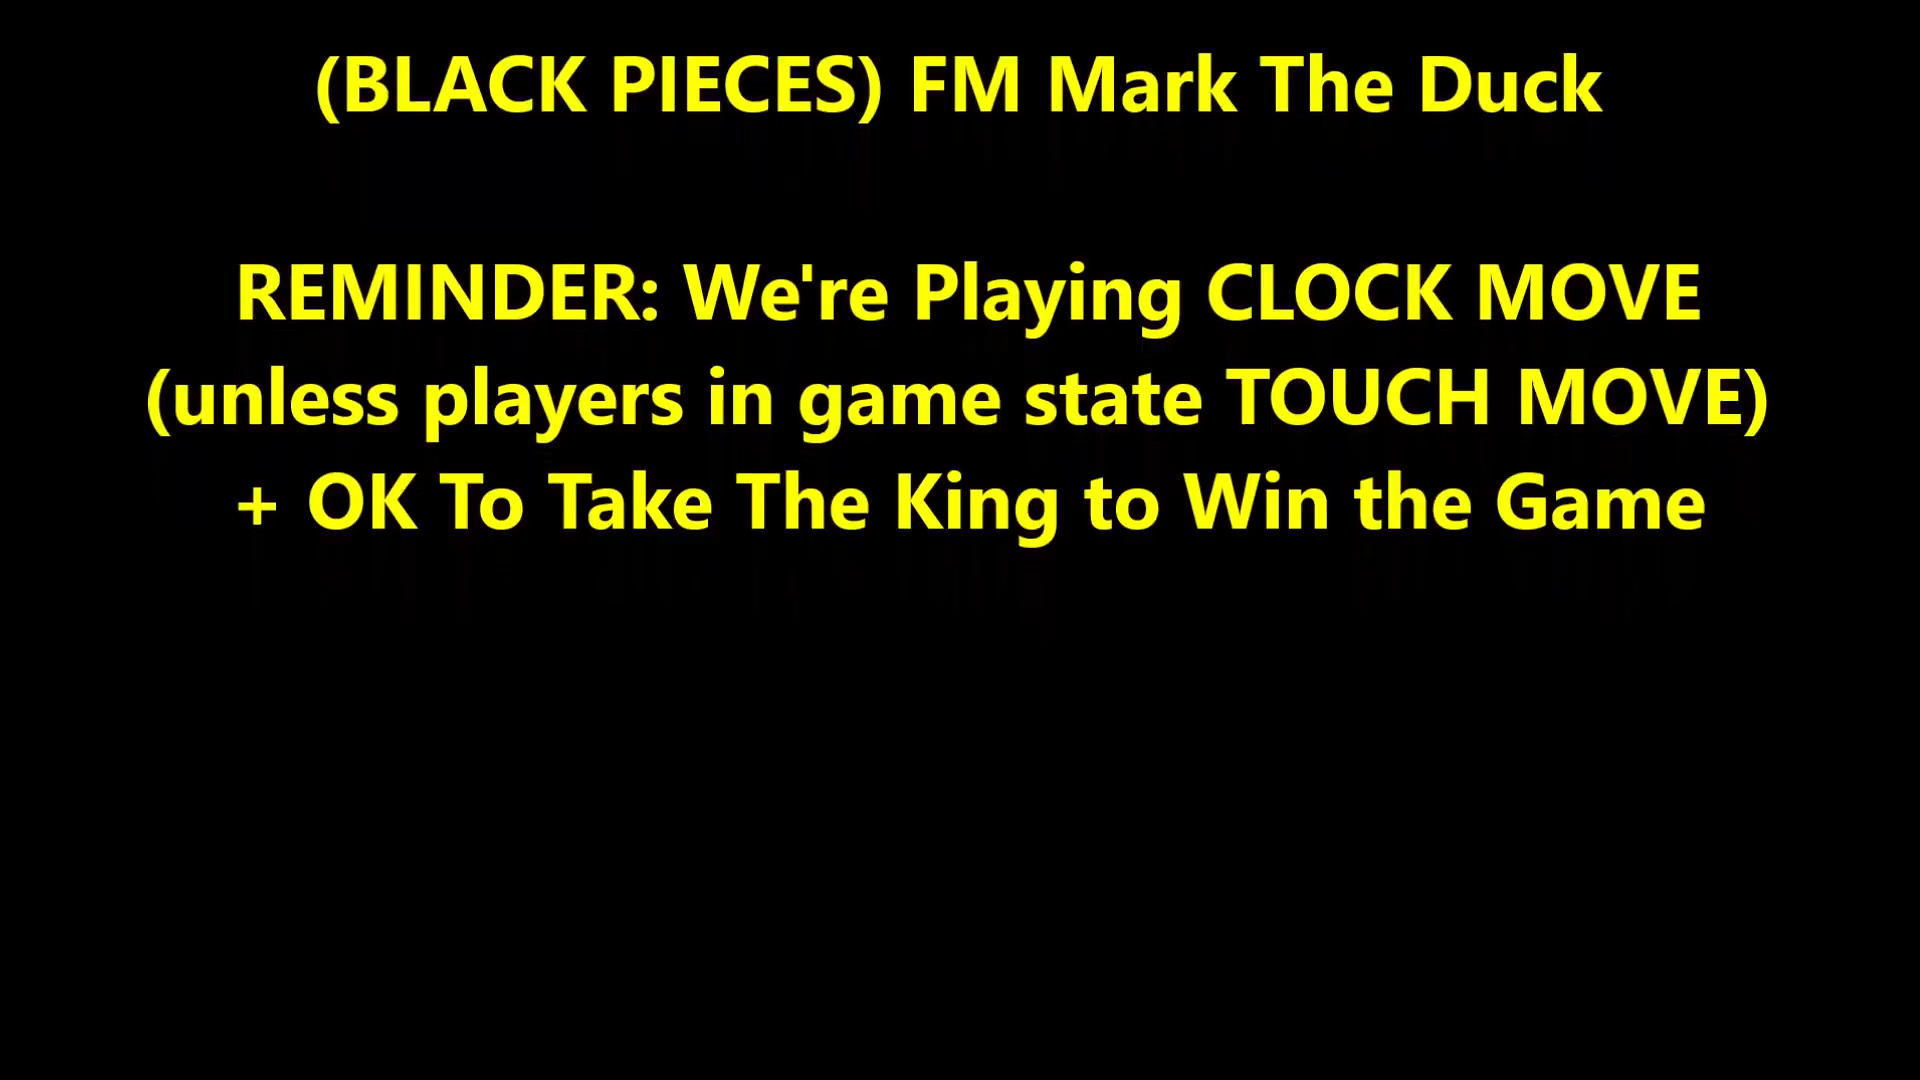 (BLACK PIECES) FM Mark The Duck
REMINDER: We're Playing CLOCK MOVE
(unless players in game state TOUCH MOVE)
+ OK To Take The King to Win the Game